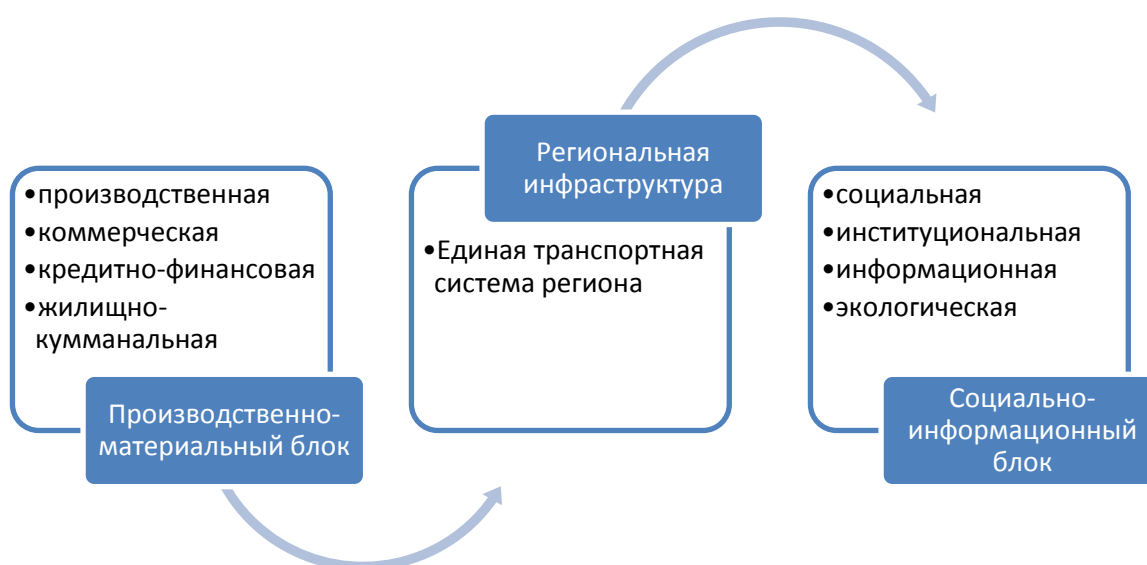 •производственная
•коммерческая
•кредитно-финансовая
•жилищно-
кумманальная
Производственно-
материальный блок
Региональная
инфраструктура
•Единая транспортная
система региона
•социальная
•институциональная
•информационная
•экологическая
Социально-
информационный
блок